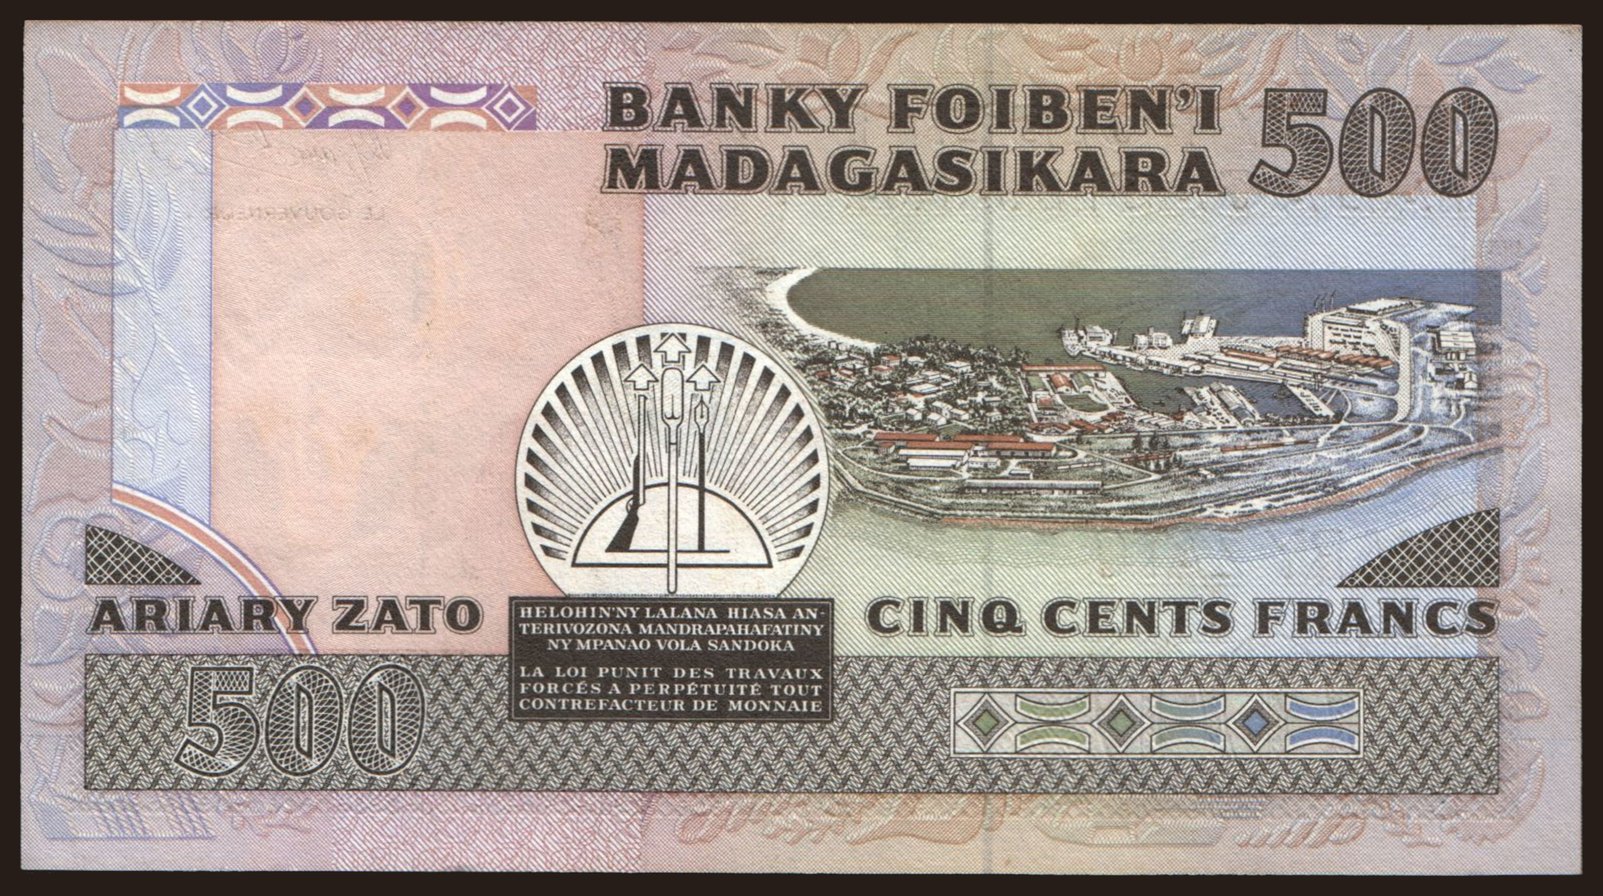 BANKY FOIBEN'I 500
MADAGASIKARA
ARIARY ZATO
HELOHIN'NY LALANA HIASA AN-
TERIVOZONA MANDRAPAHAFATINY
NY MPANAO VOLA SANDOKA
LA LOI PUNIT DES TRAVAUX
FORCÉS A PERPÉTUITÉ TOUT
CONTREFACTEUR DE MONNAIE
CINQ CENTS FRANCS
500